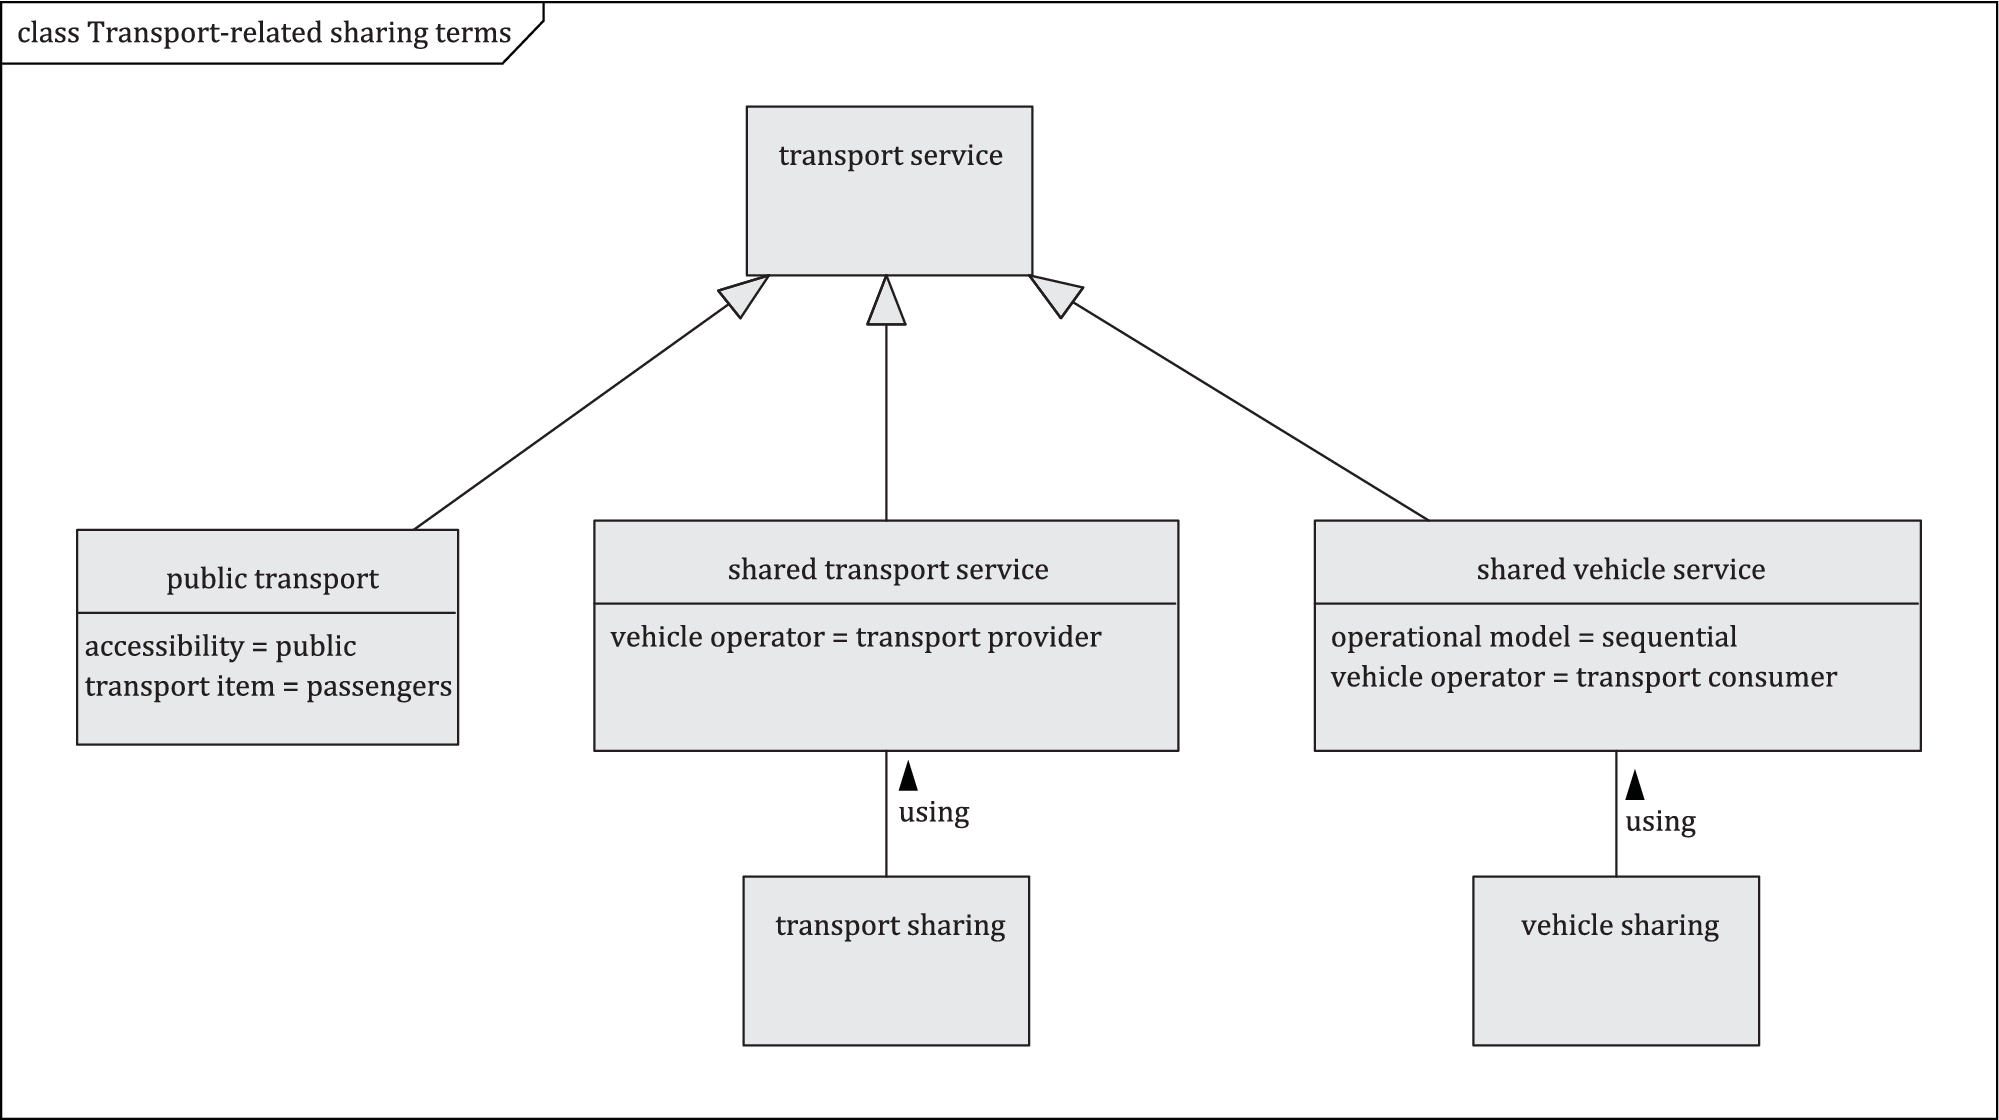 class Transport-related sharing terms
transport service
public transport
accessibility = public
transport item = passengers
shared transport service
vehicle operator = transport provider
shared vehicle service
operational model = sequential
vehicle operator = transport consumer
using
using
transport sharing
vehicle sharing